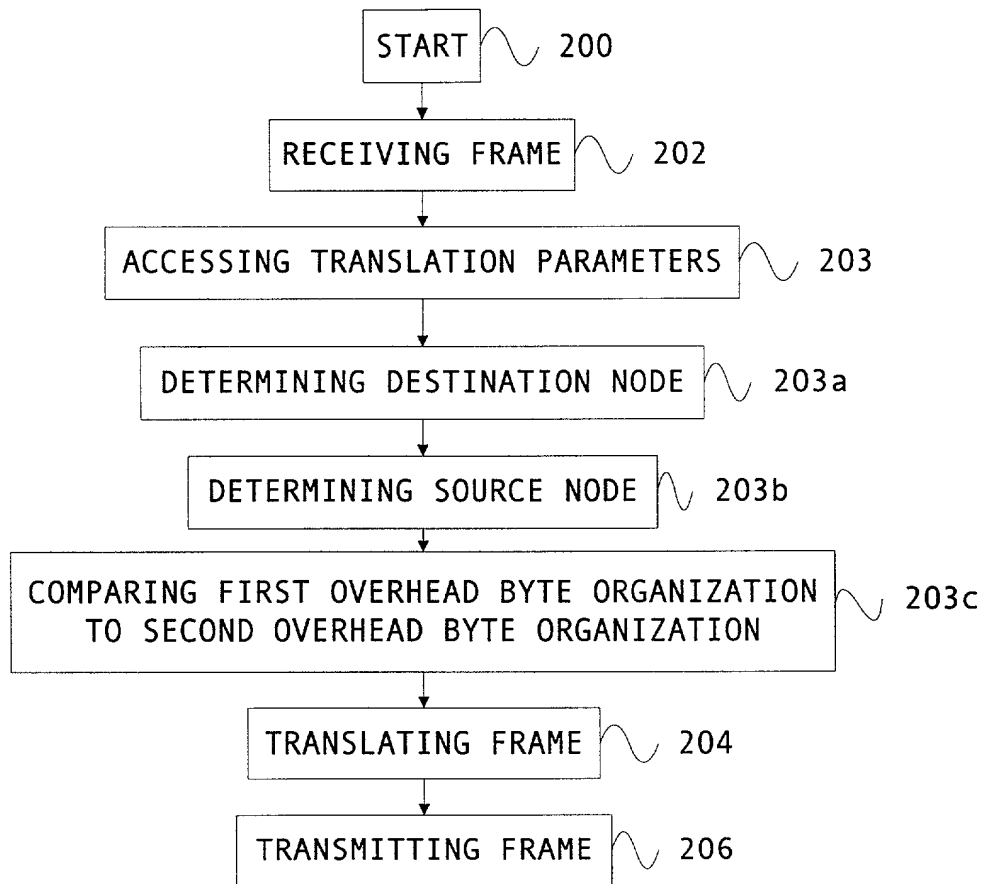 START 200
RECEIVING FRAME 202
ACCESSING TRANSLATION PARAMETERS 203
DETERMINING DESTINATION NODE 203a
DETERMINING SOURCE NODE 203b
COMPARING FIRST OVERHEAD BYTE ORGANIZATION 203c
TO SECOND OVERHEAD BYTE ORGANIZATION
TRANSLATING FRAME 204
TRANSMITTING FRAME 206